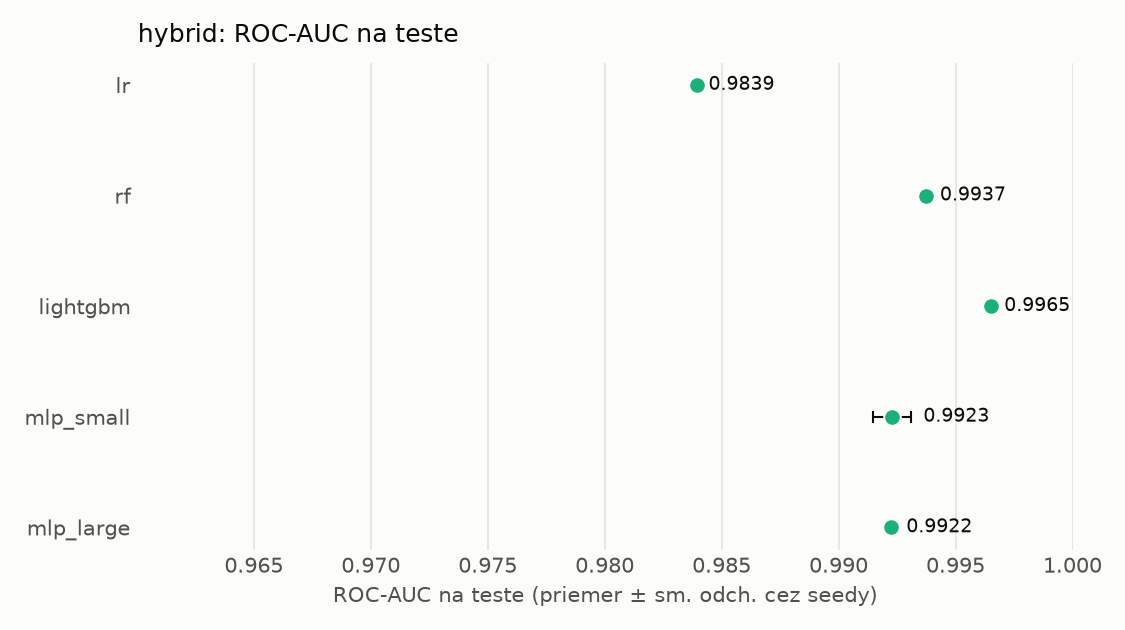 hybrid: ROC-AUC na teste
lr
0.9839
rf
0.9937
lightgbm
0.9965
mlp_small
0.9923
mlp_large
0.9922
0.965 0.970 0.975 0.980 0.985 0.990 0.995 1.000
ROC-AUC na teste (priemer ± sm. odch. cez seedy)